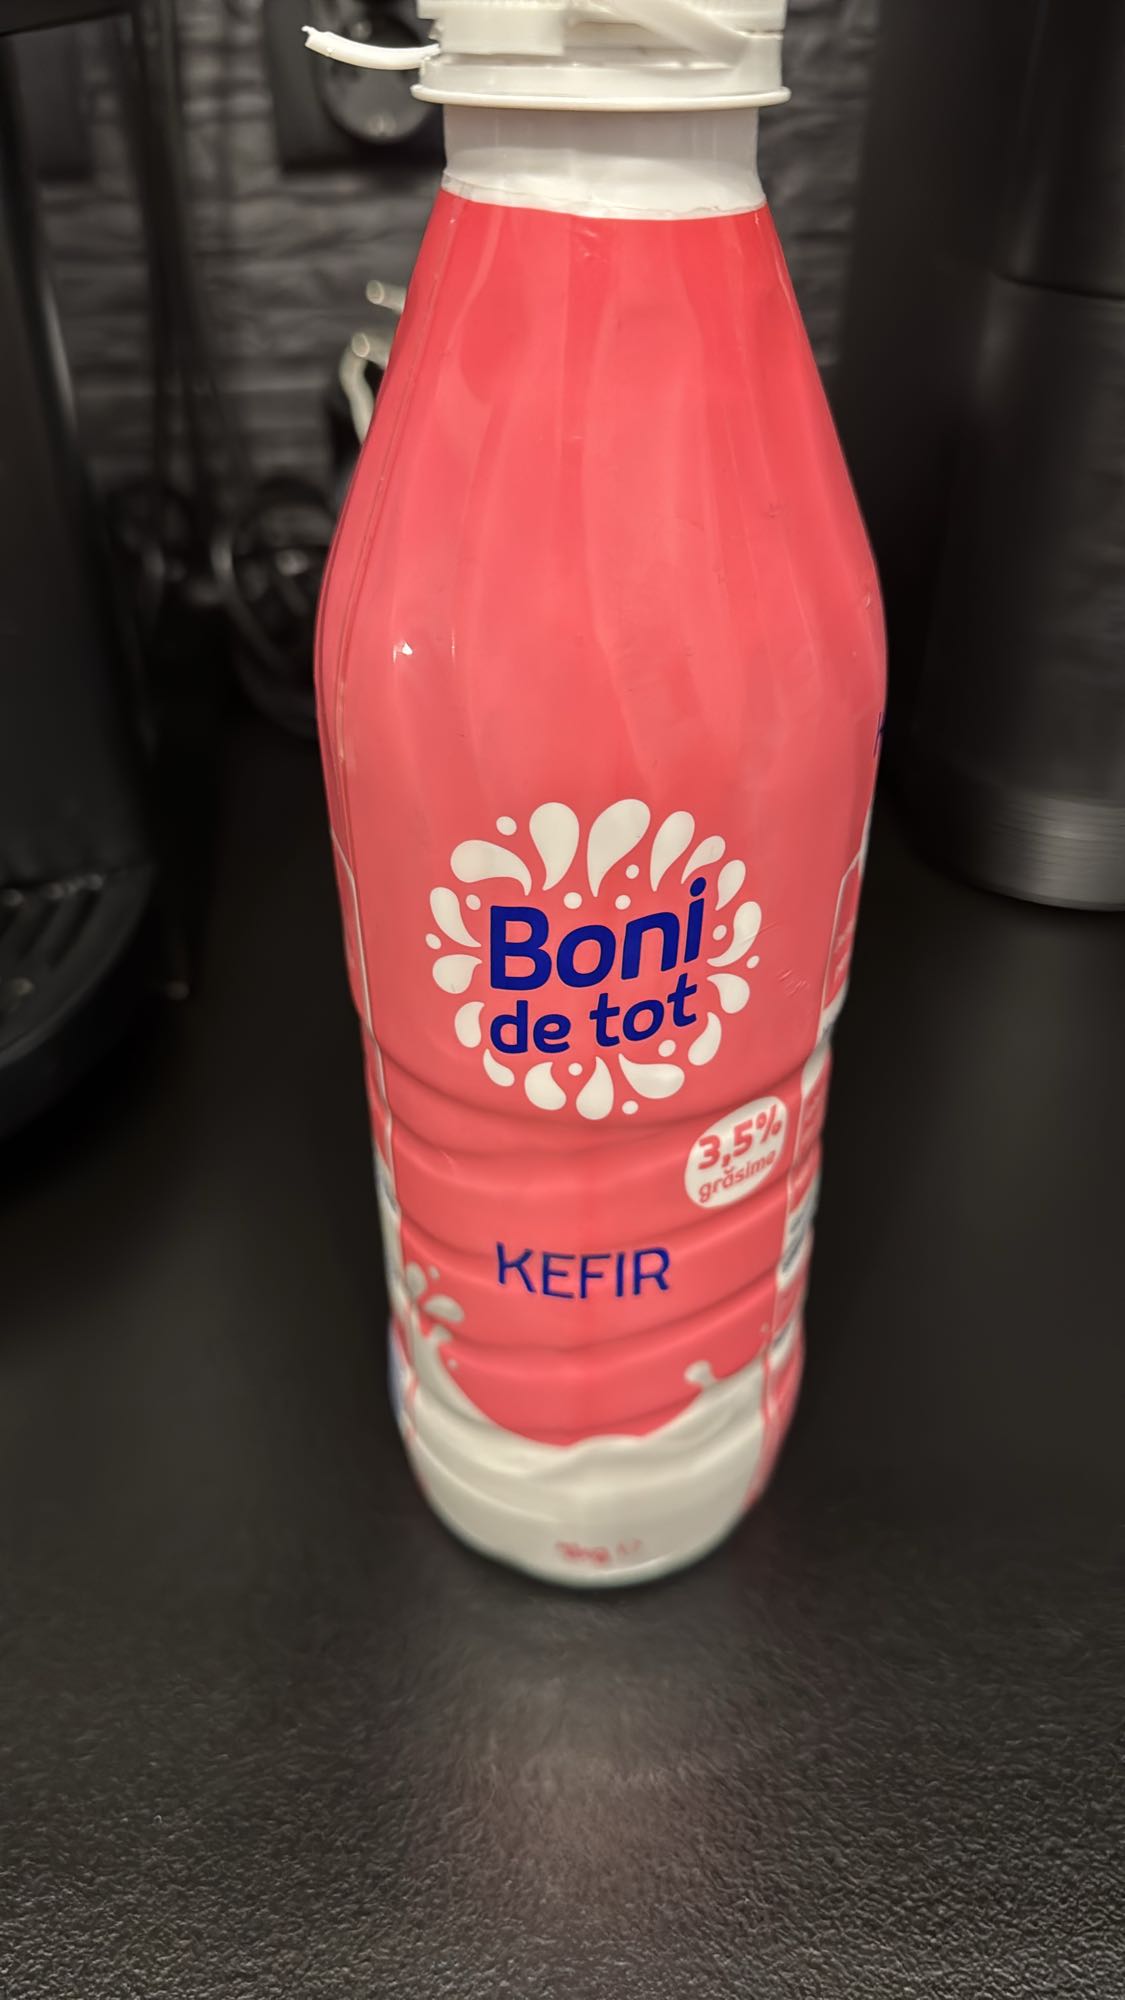 Boni
de tot
3,5%
grăsime
KEFIR